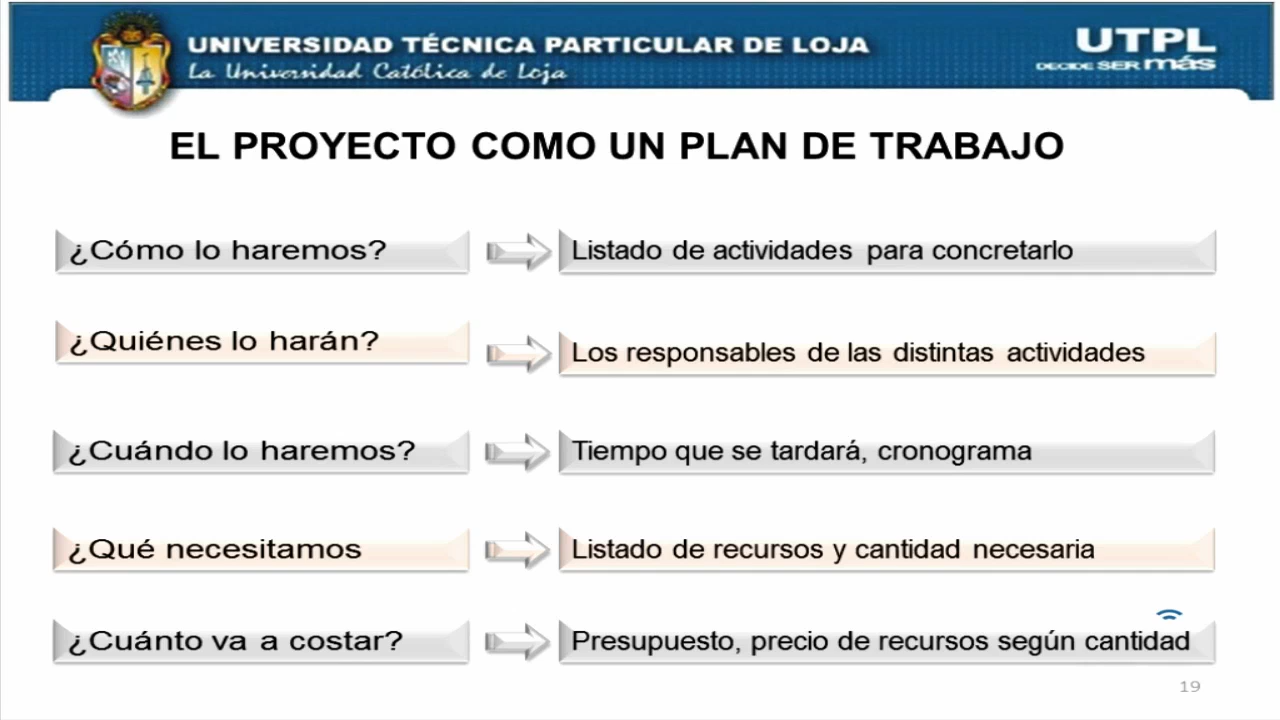 UNIVERSIDAD TÉCNICA PARTICULAR DE LOJA
La Universidad Católica de Loja
UTPL
DECIDE SER más
EL PROYECTO COMO UN PLAN DE TRABAJO
¿Cómo lo haremos?
Listado de actividades para concretarlo
¿Quiénes lo harán?
Los responsables de las distintas actividades
¿Cuándo lo haremos?
Tiempo que se tardará, cronograma
¿Qué necesitamos
Listado de recursos y cantidad necesaria
¿Cuánto va a costar?
Presupuesto, precio de recursos según cantidad
19